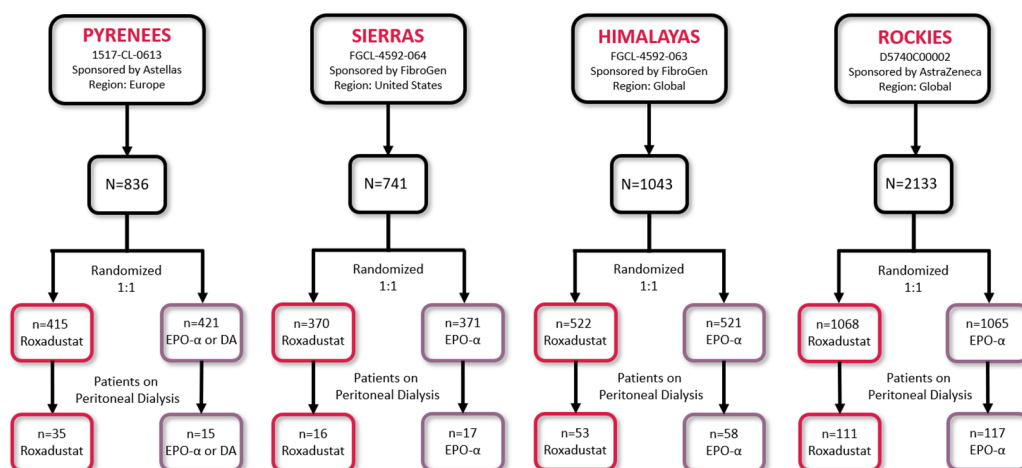 PYRENEES
1517-CL-0613
Sponsored by Astellas
Region: Europe
N=836
Randomized
1:1
n=415
Roxadustat
n=421
EPO-α or DA
Patients on
Peritoneal Dialysis
n=35
Roxadustat
n=15
EPO-α or DA
SIERRAS
FGCL-4592-064
Sponsored by FibroGen
Region: United States
N=741
Randomized
1:1
n=370
Roxadustat
n=371
EPO-α
Patients on
Peritoneal Dialysis
n=16
Roxadustat
n=17
EPO-α
HIMALAYAS
FGCL-4592-063
Sponsored by FibroGen
Region: Global
N=1043
Randomized
1:1
n=522
Roxadustat
n=521
EPO-α
Patients on
Peritoneal Dialysis
n=53
Roxadustat
n=58
EPO-α
ROCKIES
D5740C00002
Sponsored by AstraZeneca
Region: Global
N=2133
Randomized
1:1
n=1068
Roxadustat
n=1065
EPO-α
Patients on
Peritoneal Dialysis
n=111
Roxadustat
n=117
EPO-α